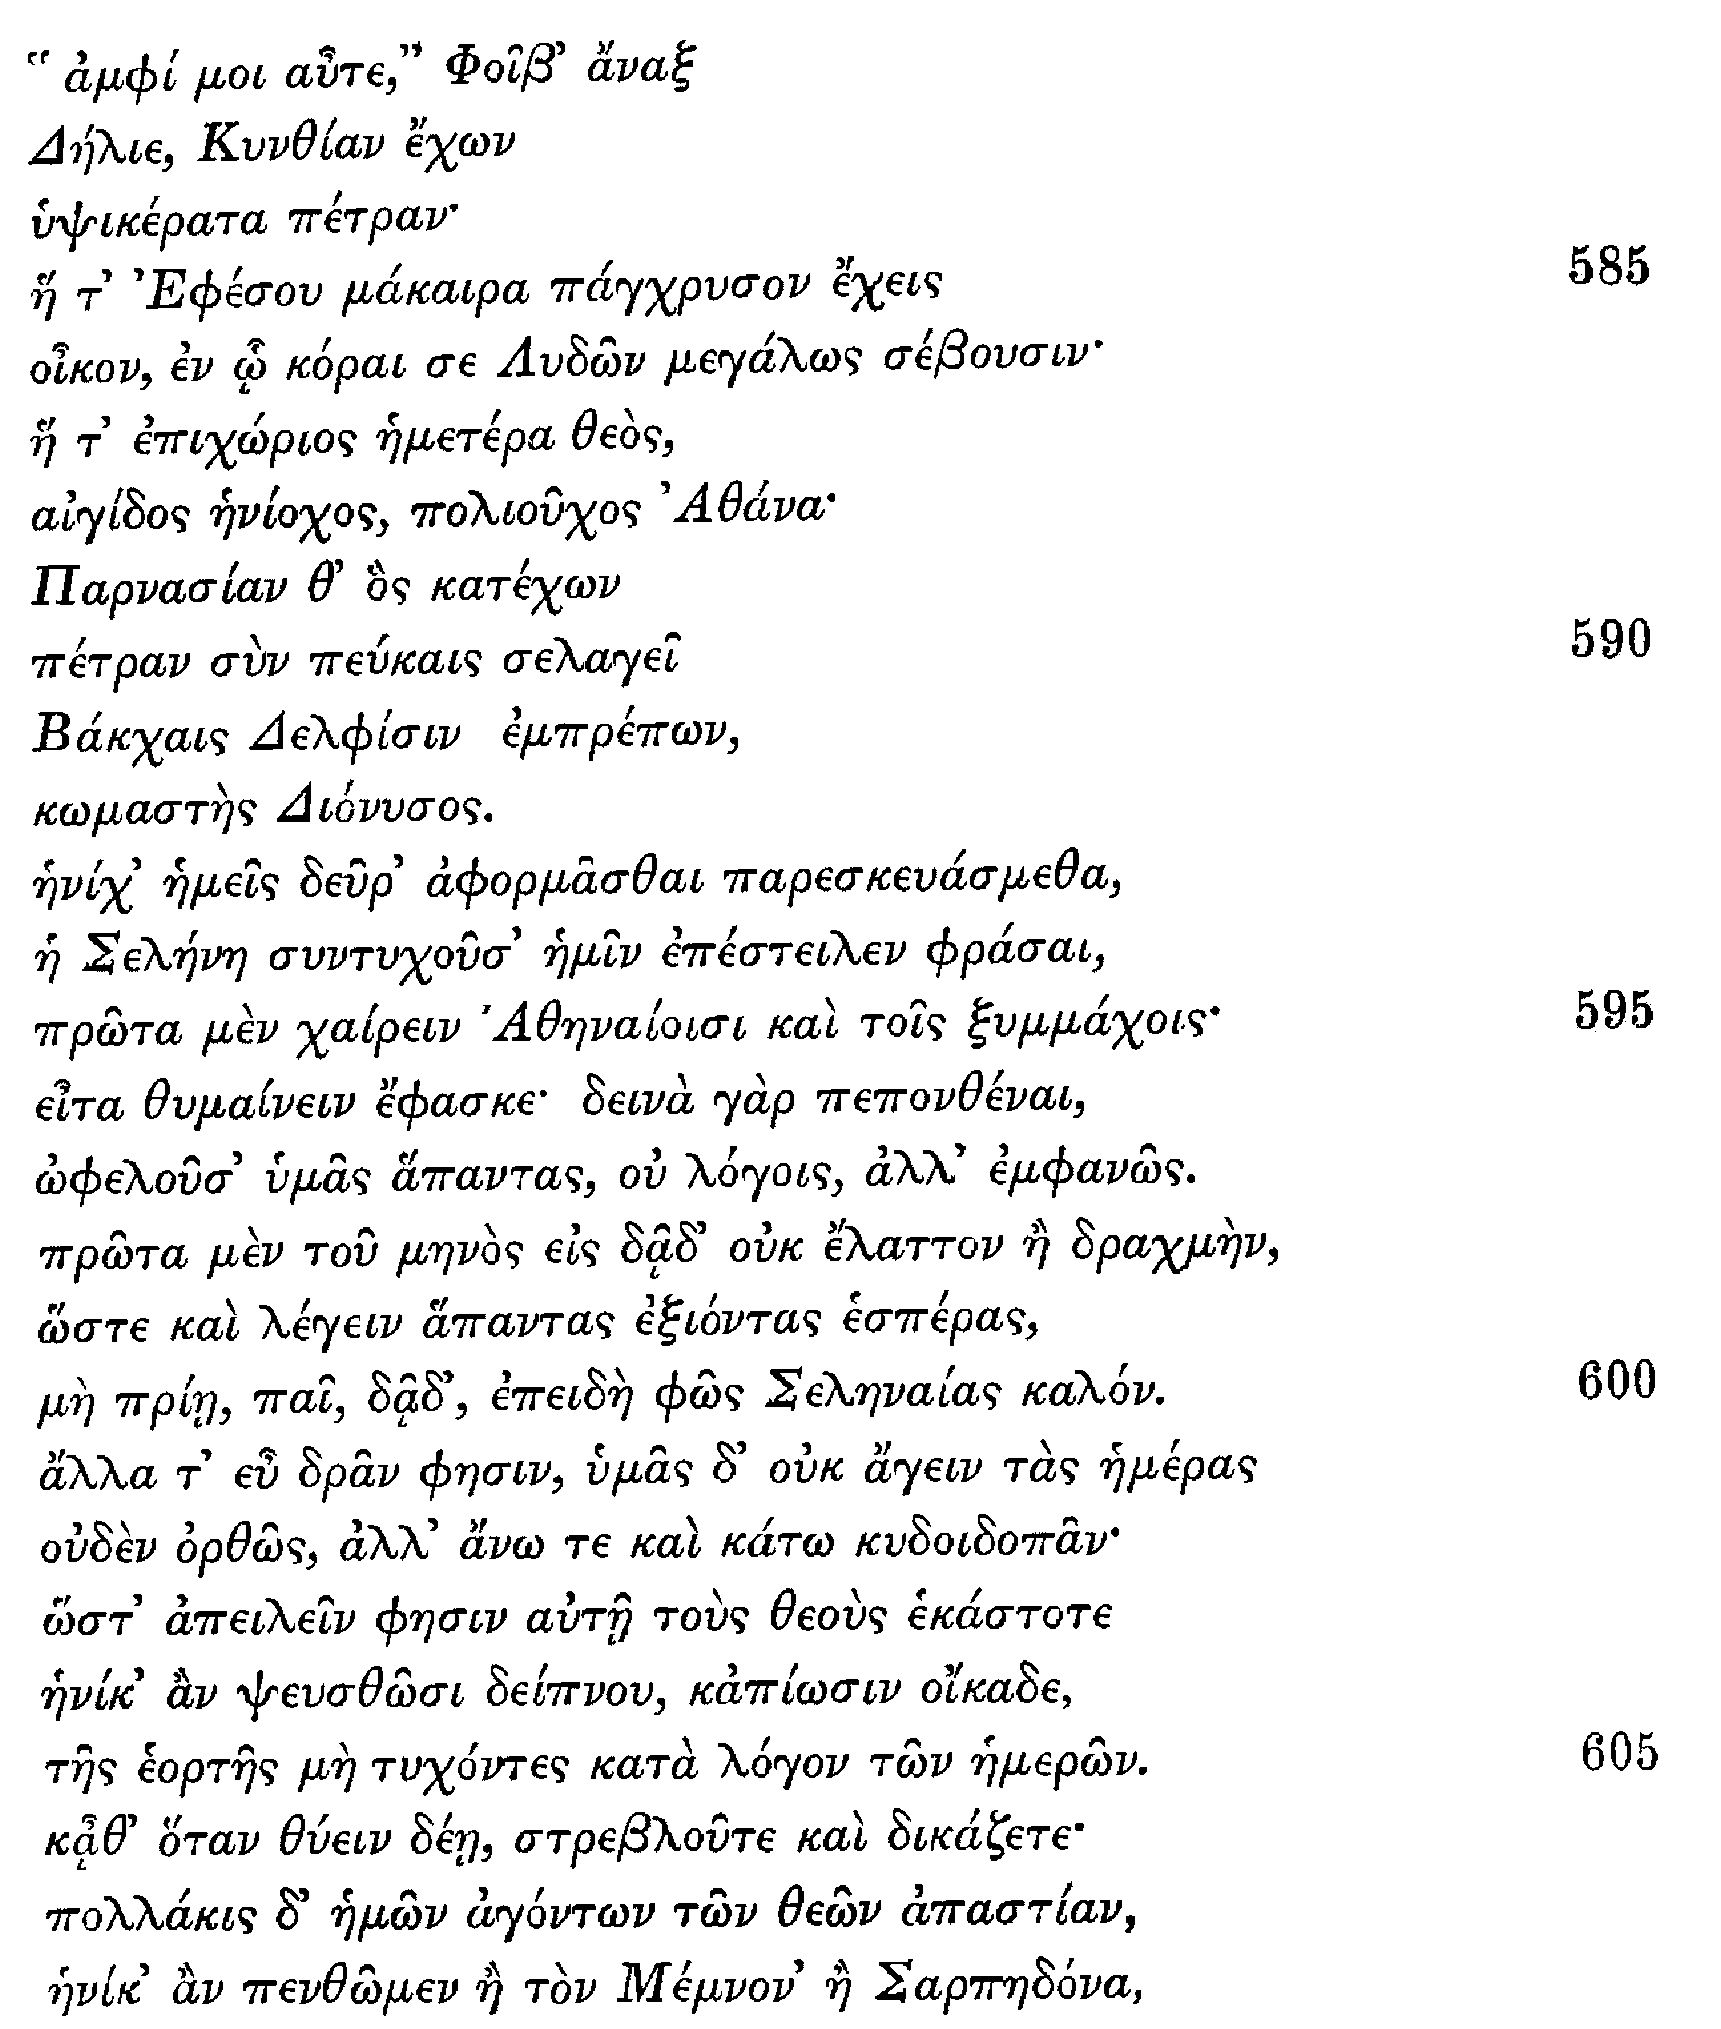 “ ἀμφί μοι αὖτε,” Φοῖβ’ ἄναξ
Δήλιε, Κυνθίαν ἔχων
ὑψικέρατα πέτραν·
ἥ τ’ Ἐφέσου μάκαιρα πάγχρυσον ἔχεις 585
οἶκον, ἐν ᾧ κόραι σε Λυδῶν μεγάλως σέβουσιν·
ἥ τ’ ἐπιχώριος ἡμετέρα θεὸς,
αἰγίδος ἡνίοχος, πολιοῦχος Ἀθάνα·
Παρνασίαν θ’ ὃς κατέχων
πέτραν σὺν πεύκαις σελαγεῖ 590
Βάκχαις Δελφίσιν ἐμπρέπων,
κωμαστὴς Διόνυσος.
ἡνίχ’ ἡμεῖς δεῦρ’ ἀφορμᾶσθαι παρεσκευάσμεθα,
ἡ Σελήνη συντυχοῦσ’ ἡμῖν ἐπέστειλεν φράσαι,
πρῶτα μὲν χαίρειν Ἀθηναίοισι καὶ τοῖς ξυμμάχοις· 595
εἶτα θυμαίνειν ἔφασκε· δεινὰ γὰρ πεπονθέναι,
ὠφελοῦσ’ ὑμᾶς ἅπαντας, οὐ λόγοις, ἀλλ’ ἐμφανῶς.
πρῶτα μὲν τοῦ μηνὸς εἰς δᾷδ’ οὐκ ἔλαττον ἢ δραχμὴν,
ὥστε καὶ λέγειν ἅπαντας ἐξιόντας ἑσπέρας,
μὴ πρίῃ, παῖ, δᾷδ’, ἐπειδὴ φῶς Σεληναίας καλόν. 600
ἄλλα τ’ εὖ δρᾶν φησιν, ὑμᾶς δ’ οὐκ ἄγειν τὰς ἡμέρας
οὐδὲν ὀρθῶς, ἀλλ’ ἄνω τε καὶ κάτω κυδοιδοπᾶν·
ὥστ’ ἀπειλεῖν φησιν αὐτῇ τοὺς θεοὺς ἑκάστοτε
ἡνίκ’ ἂν ψευσθῶσι δείπνου, κἀπίωσιν οἴκαδε,
τῆς ἑορτῆς μὴ τυχόντες κατὰ λόγον τῶν ἡμερῶν. 605
κᾆθ’ ὅταν θύειν δέῃ, στρεβλοῦτε καὶ δικάζετε·
πολλάκις δ’ ἡμῶν ἀγόντων τῶν θεῶν ἀπαστίαν,
ἡνίκ’ ἂν πενθῶμεν ἢ τὸν Μέμνον’ ἢ Σαρπηδόνα,